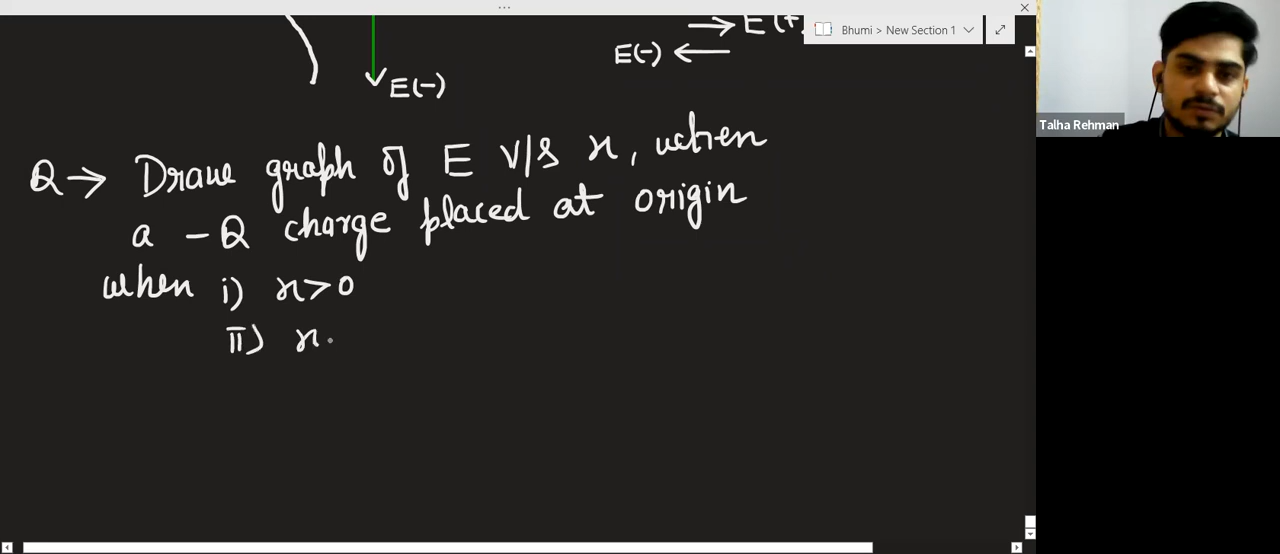 Bhumi > New Section 1
E(+
E(-)
E(-)
Talha Rehman
Q → Draw graph of E v/s x, when
a -Q charge placed at origin
when i) x > 0
ii) x